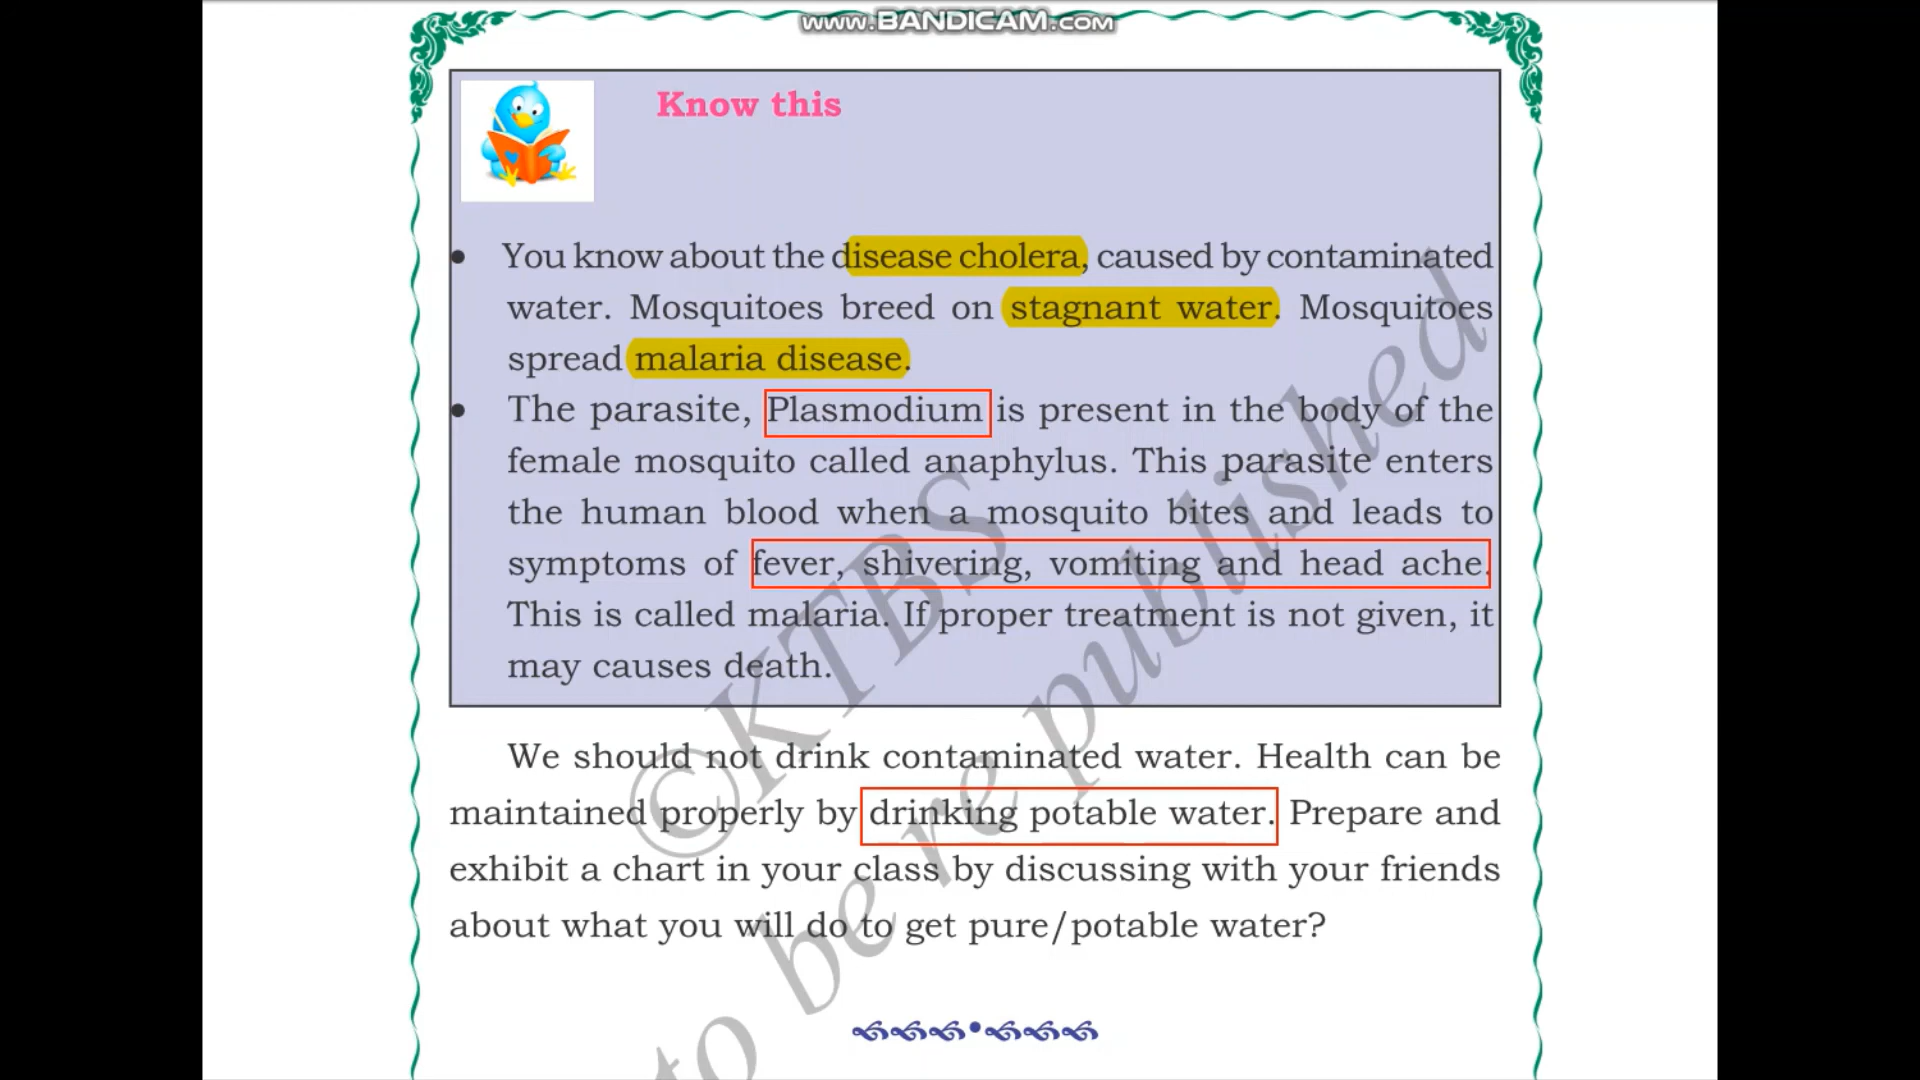 www.BANDICAM.com
Know this
• You know about the disease cholera, caused by contaminated
water. Mosquitoes breed on stagnant water. Mosquitoes
spread malaria disease.
• The parasite, Plasmodium is present in the body of the
female mosquito called anaphylus. This parasite enters
the human blood when a mosquito bites and leads to
symptoms of fever, shivering, vomiting and head ache.
This is called malaria. If proper treatment is not given, it
may causes death.
We should not drink contaminated water. Health can be
maintained properly by drinking potable water. Prepare and
exhibit a chart in your class by discussing with your friends
about what you will do to get pure/potable water?
©KTBS
to be re published